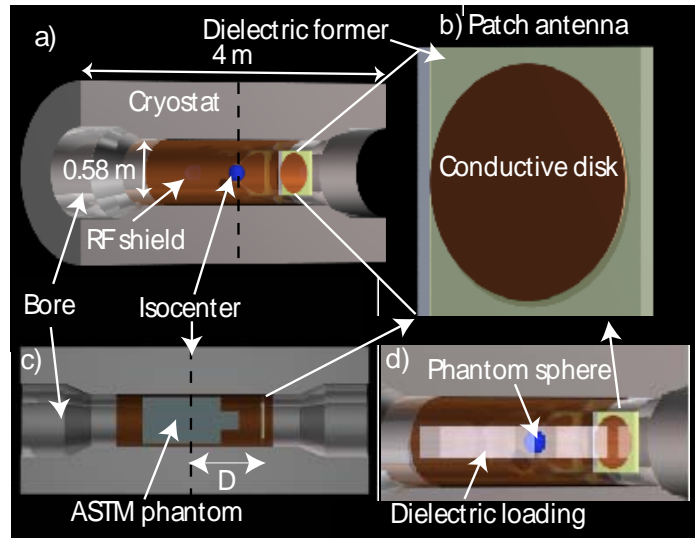 a)
Dielectric former
b) Patch antenna
4 m
Cryostat
Conductive disk
0.58 m
RF shield
Bore
Isocenter
c)
d)
Phantom sphere
D
ASTM phantom
Dielectric loading